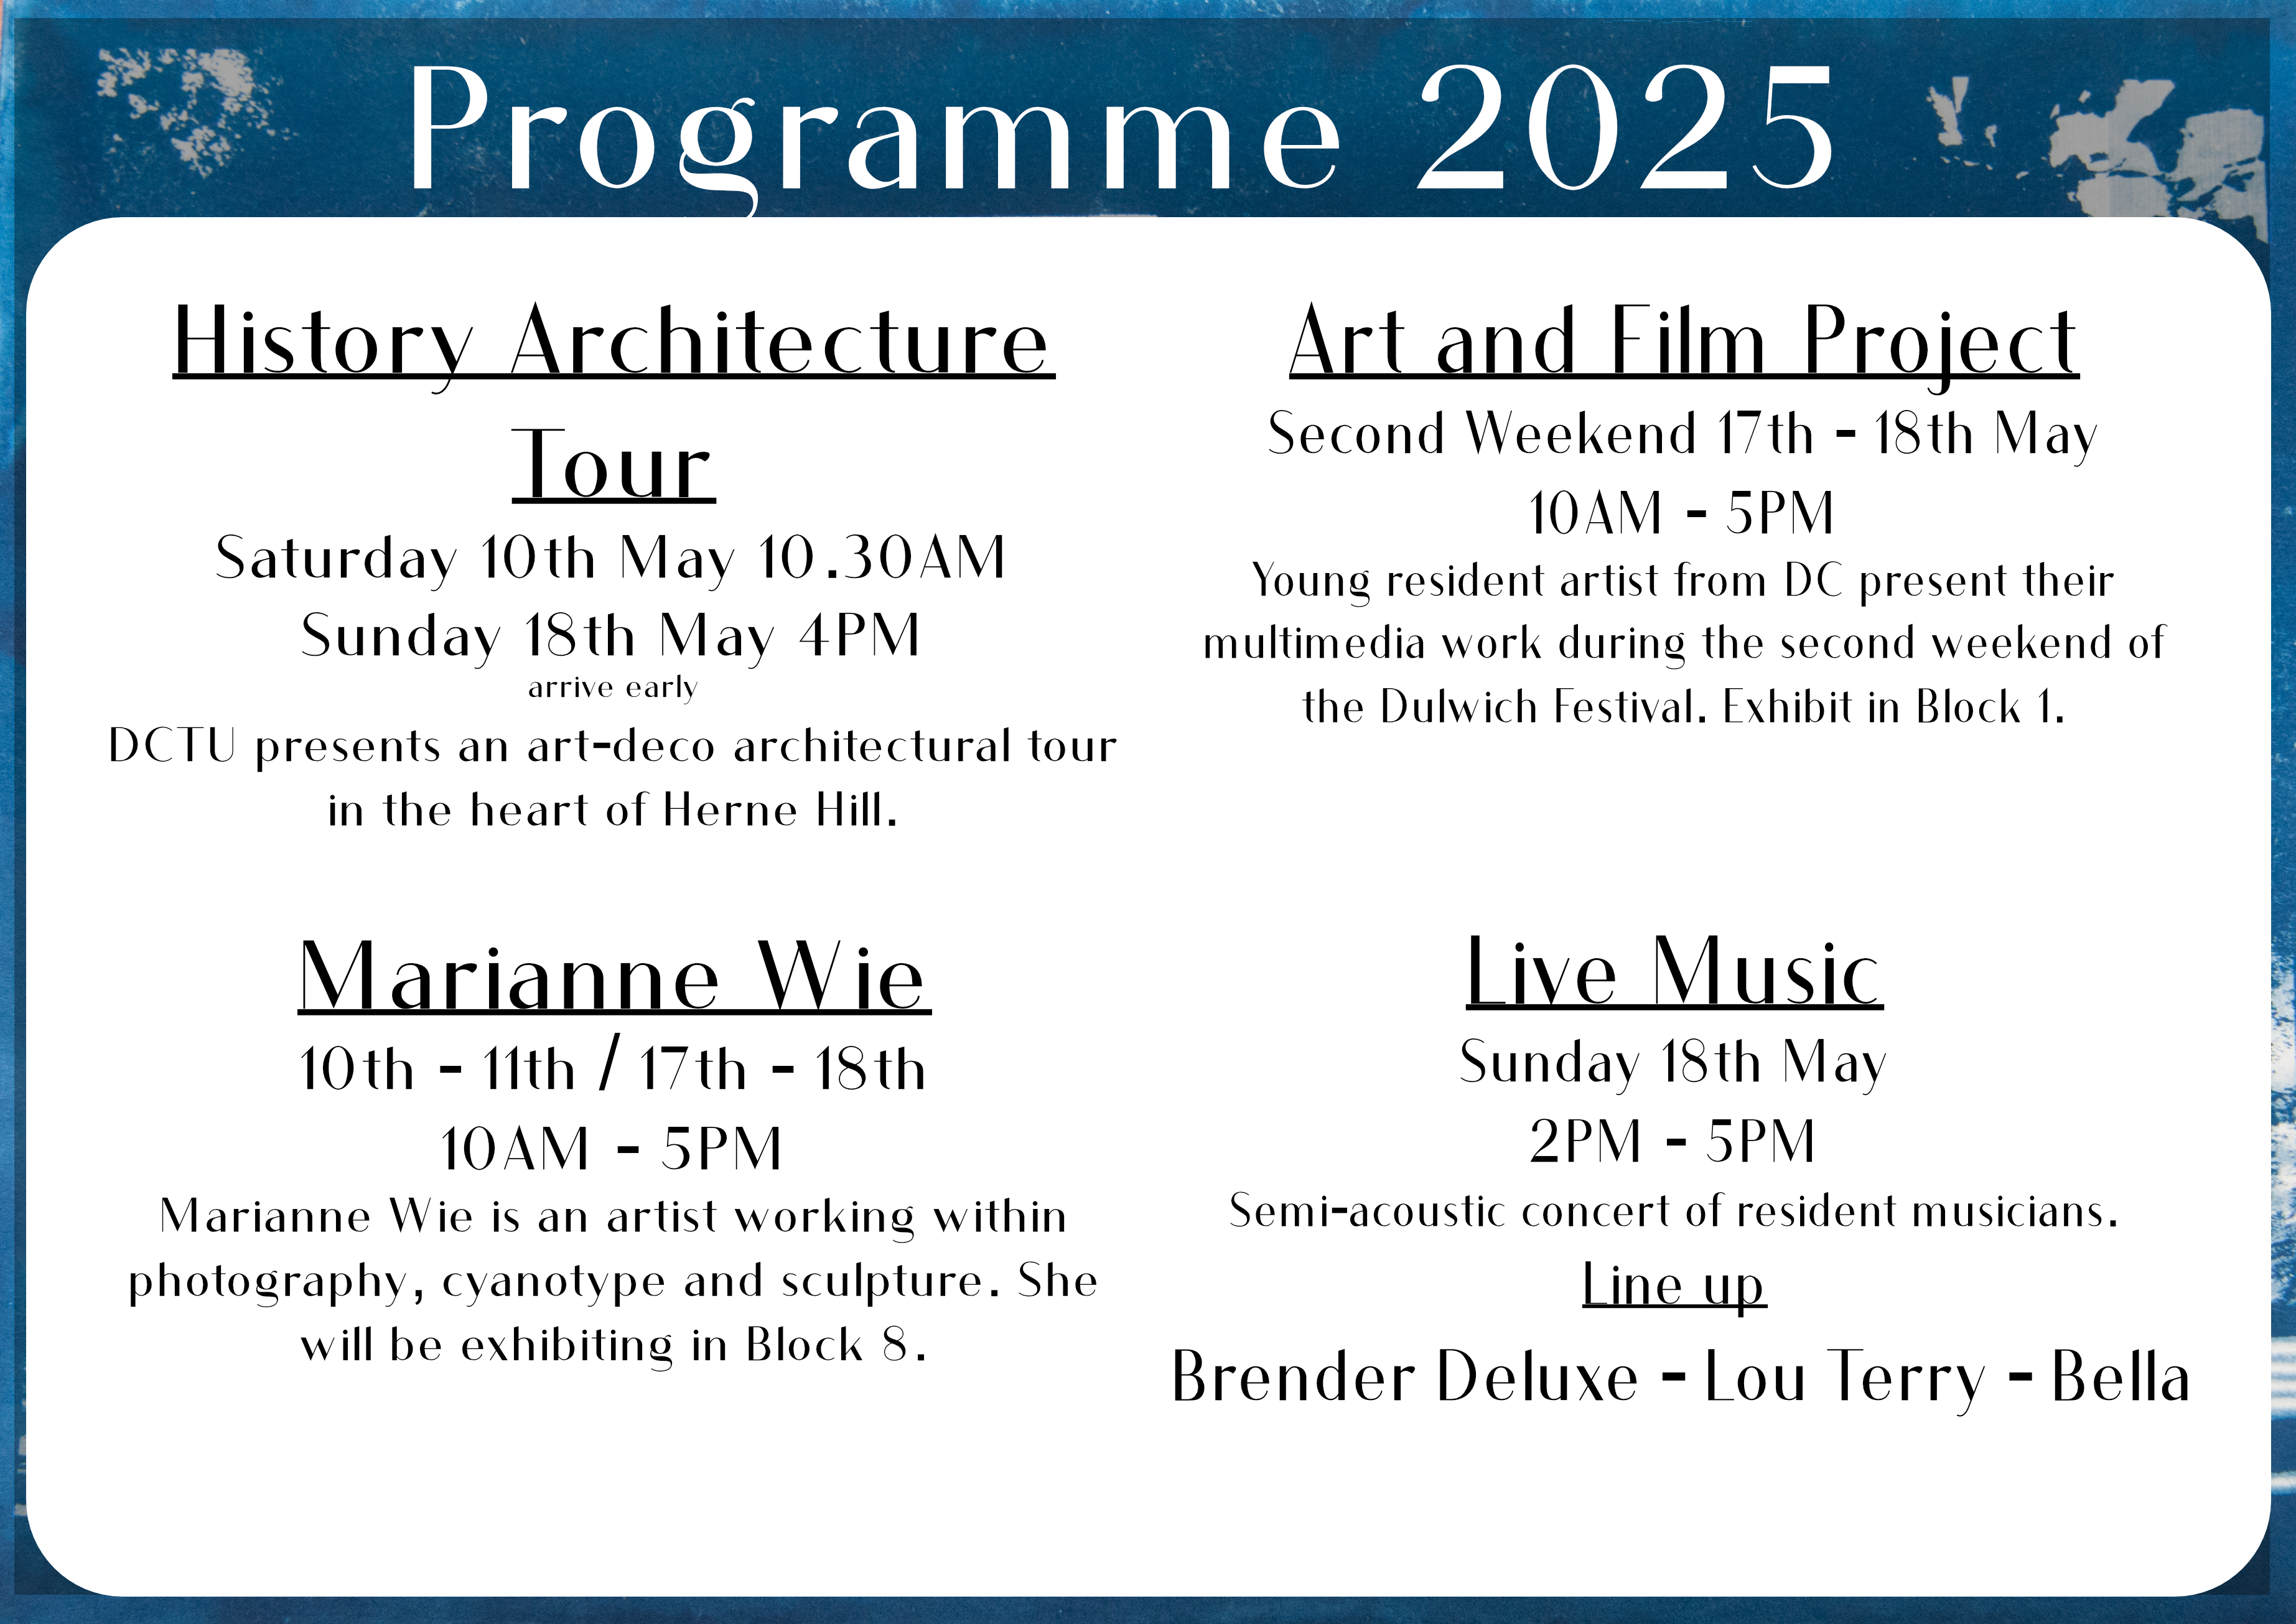 Programme 2025
History Architecture
Tour
Saturday 10th May 10.30AM
Sunday 18th May 4PM
arrive early
DCTU presents an art-deco architectural tour
in the heart of Herne Hill.
Art and Film Project
Second Weekend 17th - 18th May
10AM - 5PM
Young resident artist from DC present their
multimedia work during the second weekend of
the Dulwich Festival. Exhibit in Block 1.
Marianne Wie
10th - 11th / 17th - 18th
10AM - 5PM
Marianne Wie is an artist working within
photography, cyanotype and sculpture. She
will be exhibiting in Block 8.
Live Music
Sunday 18th May
2PM - 5PM
Semi-acoustic concert of resident musicians.
Line up
Brender Deluxe - Lou Terry - Bella